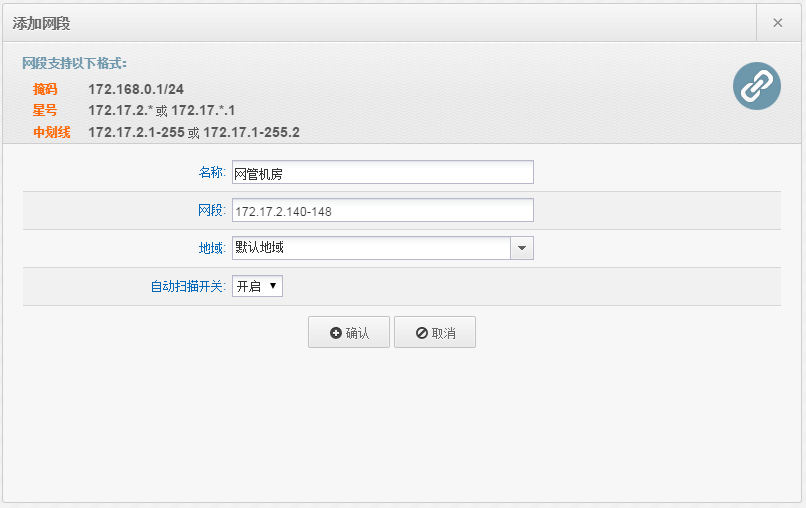 添加网段
网段支持以下格式:
掩码 172.168.0.1/24
星号 172.17.2.* 或 172.17.*.1
中划线 172.17.2.1-255 或 172.17.1-255.2
名称: 网管机房
网段: 172.17.2.140-148
地域: 默认地域
自动扫描开关: 开启
确认 取消